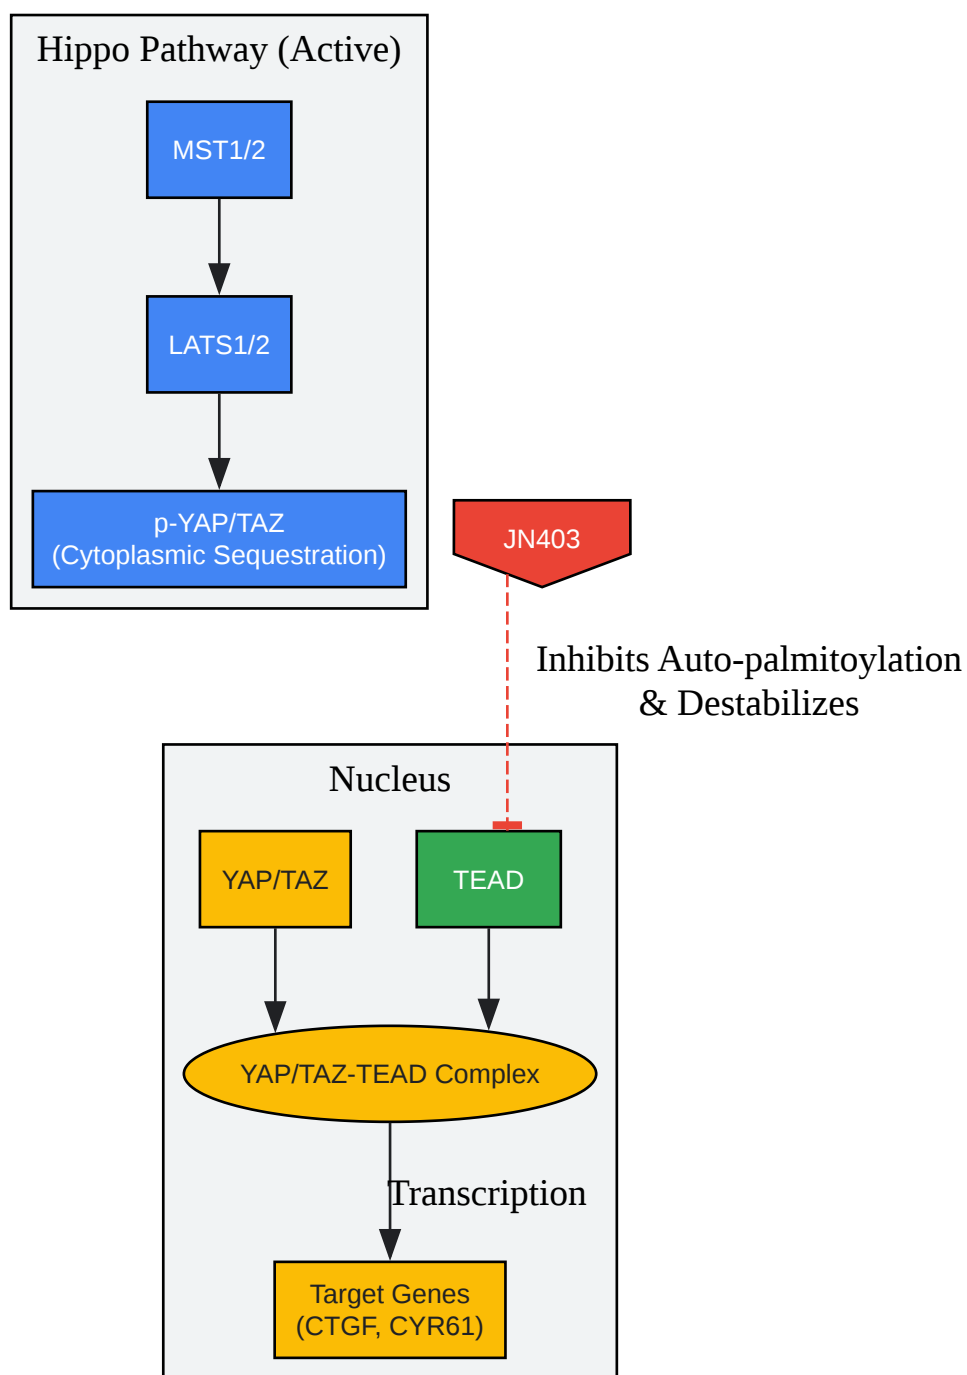 Hippo Pathway (Active)
MST1/2
LATS1/2
p-YAP/TAZ
(Cytoplasmic Sequestration)
JN403
Inhibits Auto-palmitoylation
& Destabilizes
Nucleus
YAP/TAZ
TEAD
YAP/TAZ-TEAD Complex
Transcription
Target Genes
(CTGF, CYR61)